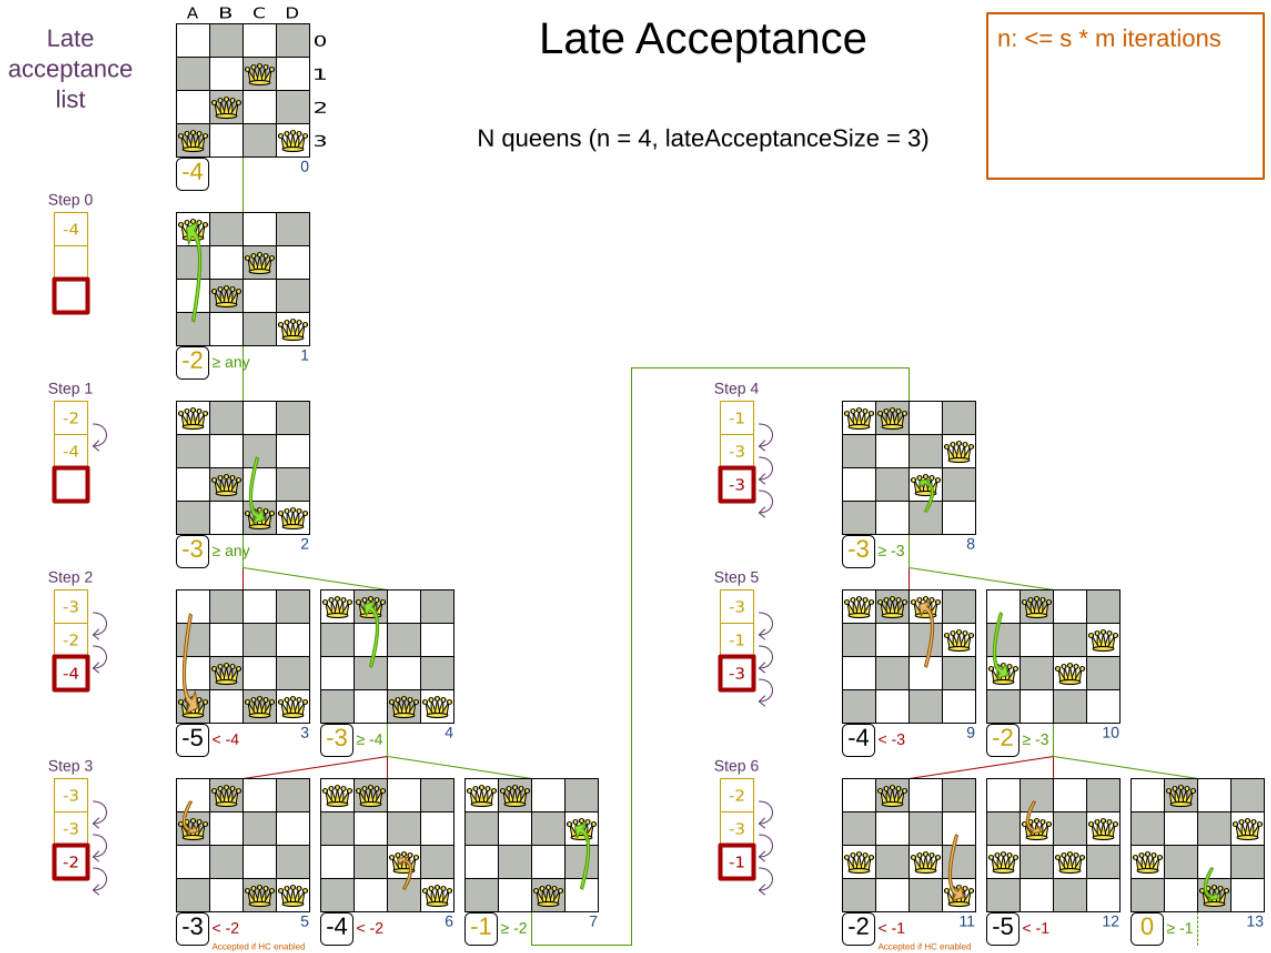 Late Acceptance
N queens (n = 4, lateAcceptanceSize = 3)
n: <= s * m iterations
Late
acceptance
list
A B C D
0
1
2
3
-4
0
Step 0
-4
-2 ≥ any
1
Step 1
-2
-4
-3 ≥ any
2
Step 2
-3
-2
-4
-5 < -4
3
-3 ≥ -4
4
Step 3
-3
-3
-2
-3 < -2
5
Accepted if HC enabled
-4 < -2
6
-1 ≥ -2
7
Step 4
-1
-3
-3
-3 ≥ -3
8
Step 5
-3
-1
-3
-4 < -3
9
-2 ≥ -3
10
Step 6
-2
-3
-1
-2 < -1
11
Accepted if HC enabled
-5 < -1
12
0 ≥ -1
13